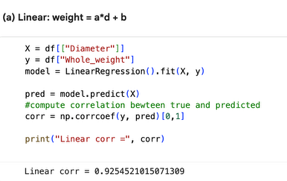 (a) Linear: weight = a*d + b
X = df[["Diameter"]]
y = df["Whole_weight"]
model = LinearRegression().fit(X, y)
pred = model.predict(X)
#compute correlation bewteen true and predicted
corr = np.corrcoef(y, pred)[0,1]
print("Linear corr =", corr)
Linear corr = 0.9254521015071309